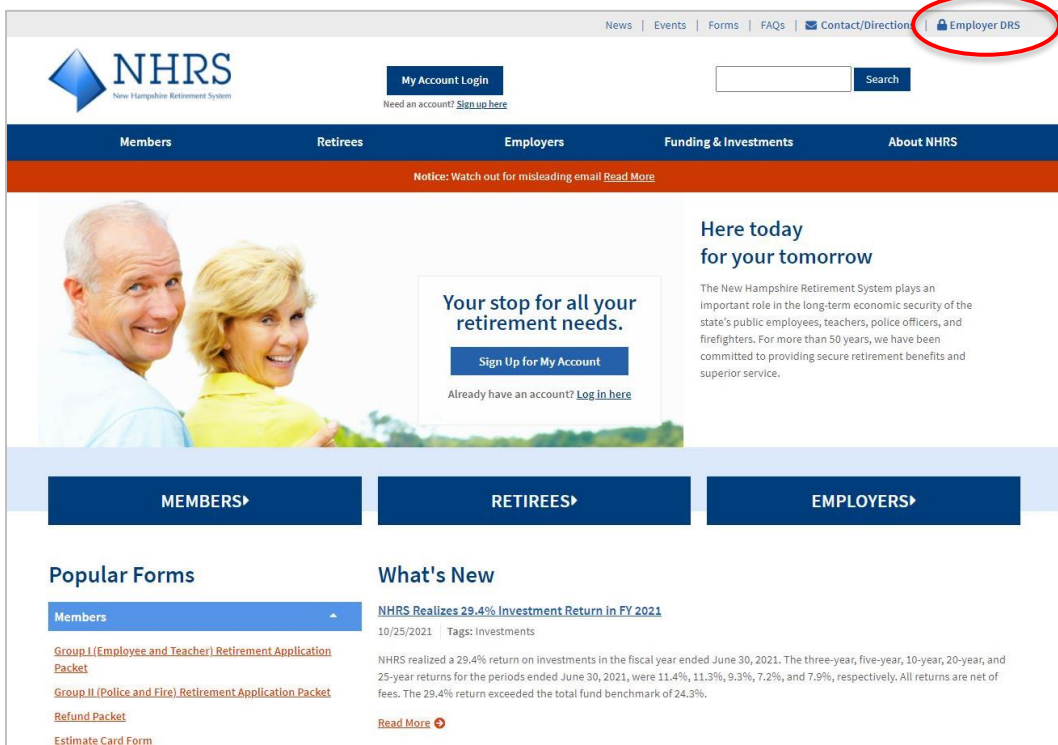 News | Events | Forms | FAQs | Contact/Directions | Employer DRS
NHRS
New Hampshire Retirement System
My Account Login
Need an account? Sign up here
Search
Members Retirees Employers Funding & Investments About NHRS
Notice: Watch out for misleading email Read More
Your stop for all your
retirement needs.
Sign Up for My Account
Already have an account? Log in here
Here today
for your tomorrow
The New Hampshire Retirement System plays an
important role in the long-term economic security of the
state's public employees, teachers, police officers, and
firefighters. For more than 50 years, we have been
committed to providing secure retirement benefits and
superior service.
MEMBERS RETIREES EMPLOYERS
Popular Forms
Members
Group I (Employee and Teacher) Retirement Application
Packet
Group II (Police and Fire) Retirement Application Packet
Refund Packet
Estimate Card Form
What's New
NHRS Realizes 29.4% Investment Return in FY 2021
10/25/2021 | Tags: Investments
NHRS realized a 29.4% return on investments in the fiscal year ended June 30, 2021. The three-year, five-year, 10-year, 20-year, and
25-year returns for the periods ended June 30, 2021, were 11.4%, 11.3%, 9.3%, 7.2%, and 7.9%, respectively. All returns are net of
fees. The 29.4% return exceeded the total fund benchmark of 24.3%.
Read More